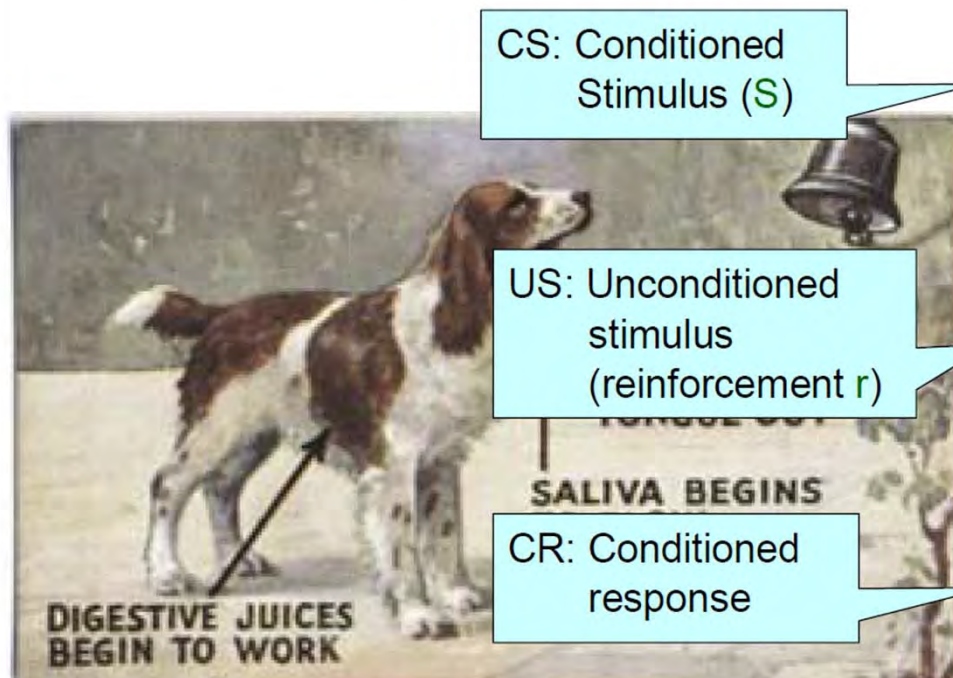 CS: Conditioned
Stimulus (S)
US: Unconditioned
stimulus
(reinforcement r)
SALIVA BEGINS
CR: Conditioned
response
DIGESTIVE JUICES
BEGIN TO WORK